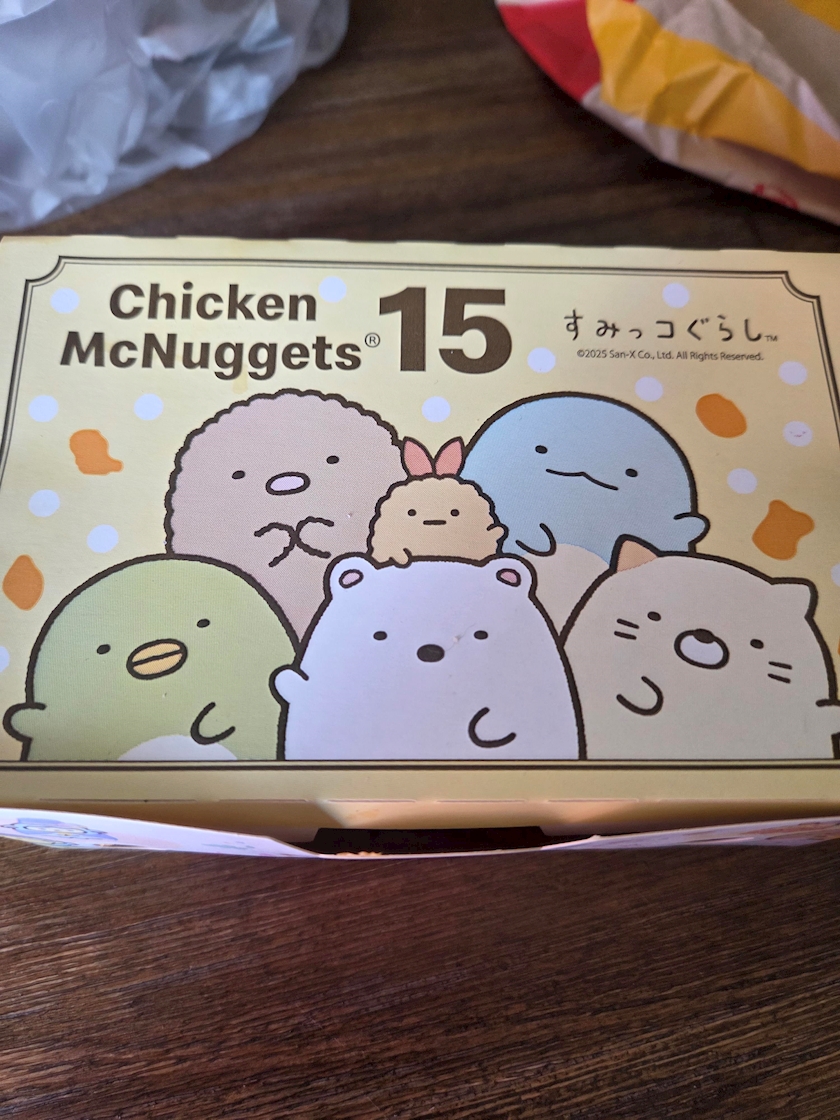 Chicken
McNuggets® 15
すみっコぐらし™
©2025 San-X Co., Ltd. All Rights Reserved.